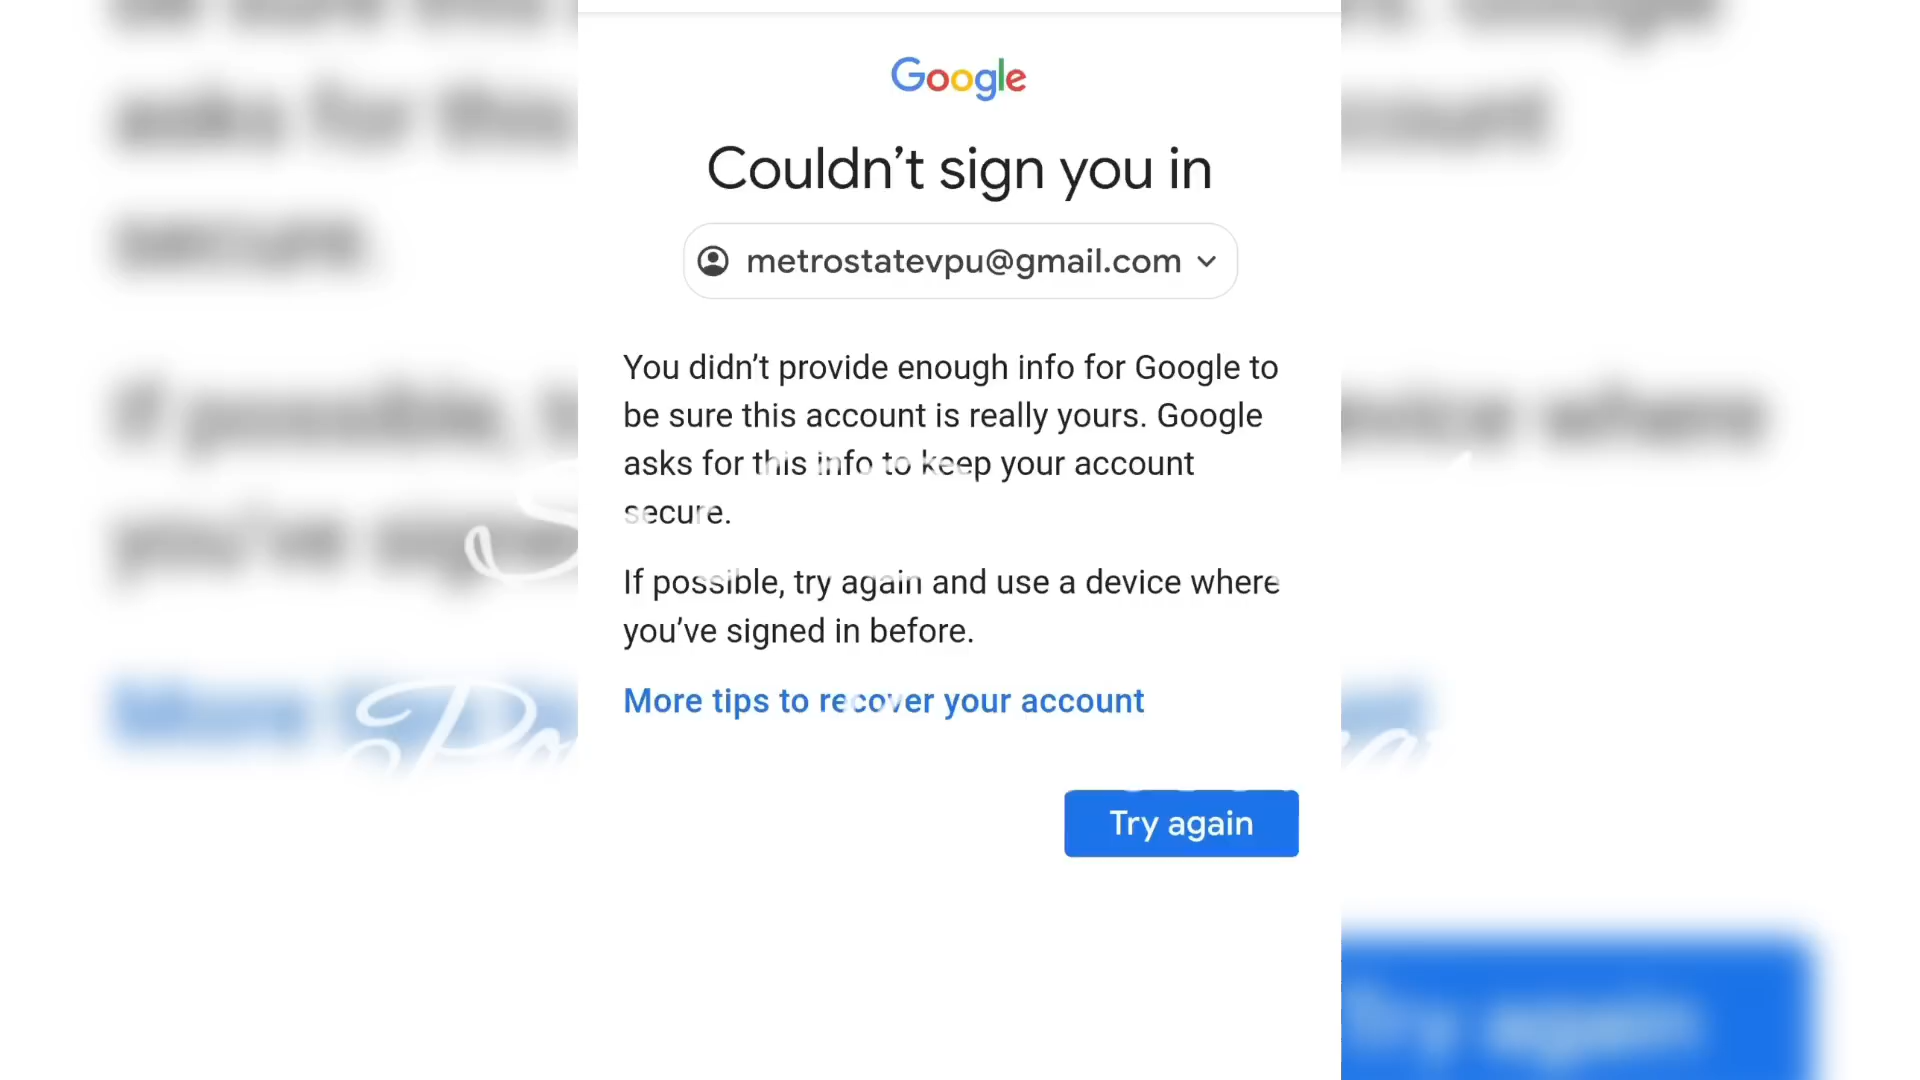 Google
Couldn’t sign you in
metrostatevpu@gmail.com
You didn’t provide enough info for Google to
be sure this account is really yours. Google
asks for this info to keep your account
secure.
If possible, try again and use a device where
you’ve signed in before.
More tips to recover your account
Try again